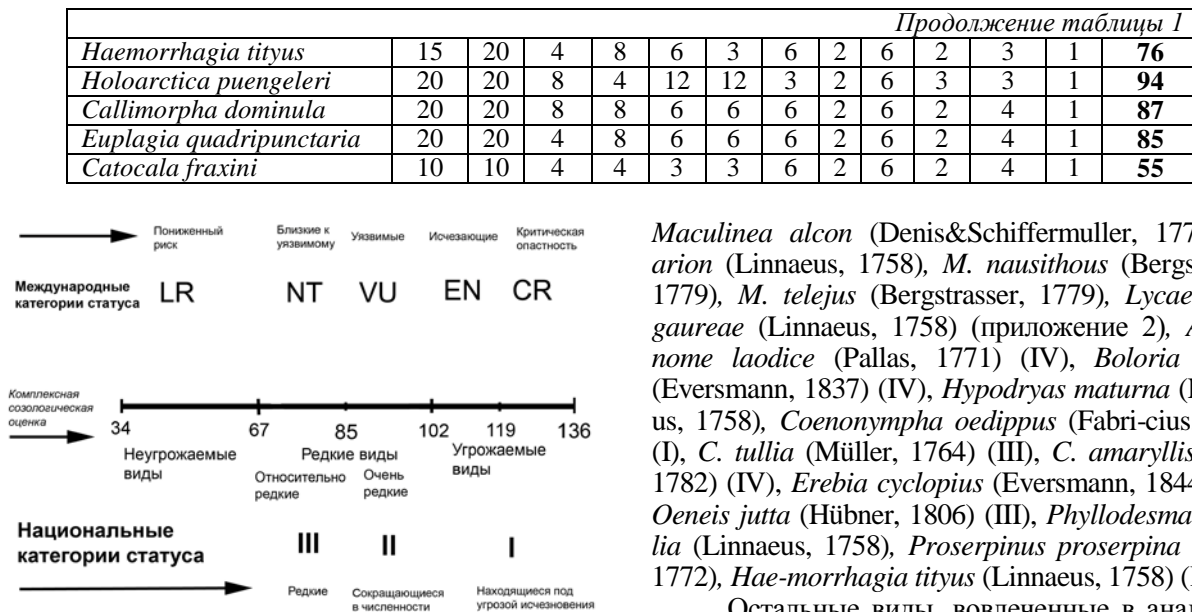 Продолжение таблицы 1
Haemorrhagia tityus 15 20 4 8 6 3 6 2 6 2 3 1 76
Holoarctica puengeleri 20 20 8 4 12 12 3 2 6 3 3 1 94
Callimorpha dominula 20 20 8 8 6 6 6 2 6 2 4 1 87
Euplagia quadripunctaria 20 20 4 8 6 6 6 2 6 2 4 1 85
Catocala fraxini 10 10 4 4 3 3 6 2 6 2 4 1 55
Пониженный риск
Близкие к уязвимому
Уязвимые
Исчезающие
Критическая опастность
Международные категории статуса
LR NT VU EN CR
Комплексная созологическая оценка
34 67 85 102 119 136
Неугрожаемые виды
Редкие виды
Угрожаемые виды
Относительно редкие
Очень редкие
Национальные категории статуса
III II I
Редкие
Сокращающиеся в численности
Находящиеся под угрозой исчезновения
Maculinea alcon (Denis&Schiffermuller, 177
arion (Linnaeus, 1758), M. nausithous (Bergs
1779), M. telejus (Bergstrasser, 1779), Lycae
gaureae (Linnaeus, 1758) (приложение 2), A
nome laodice (Pallas, 1771) (IV), Boloria
(Eversmann, 1837) (IV), Hypodryas maturna (
us, 1758), Coenonympha oedippus (Fabri-cius
(I), C. tullia (Müller, 1764) (III), C. amaryllis
1782) (IV), Erebia cyclopius (Eversmann, 1844
Oeneis jutta (Hübner, 1806) (III), Phyllodesma
lia (Linnaeus, 1758), Proserpinus proserpina
1772), Hae-morrhagia tityus (Linnaeus, 1758) (
Остальные виды, вовлеченные в ана